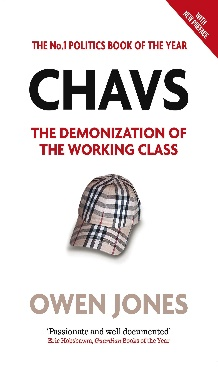 WITH
NEW PREFACE
THE No.1 POLITICS BOOK OF THE YEAR
CHAVS
THE DEMONIZATION OF
THE WORKING CLASS
OWEN JONES
'Passionate and well documented'
Eric Hobsbawm, Guardian Books of the Year